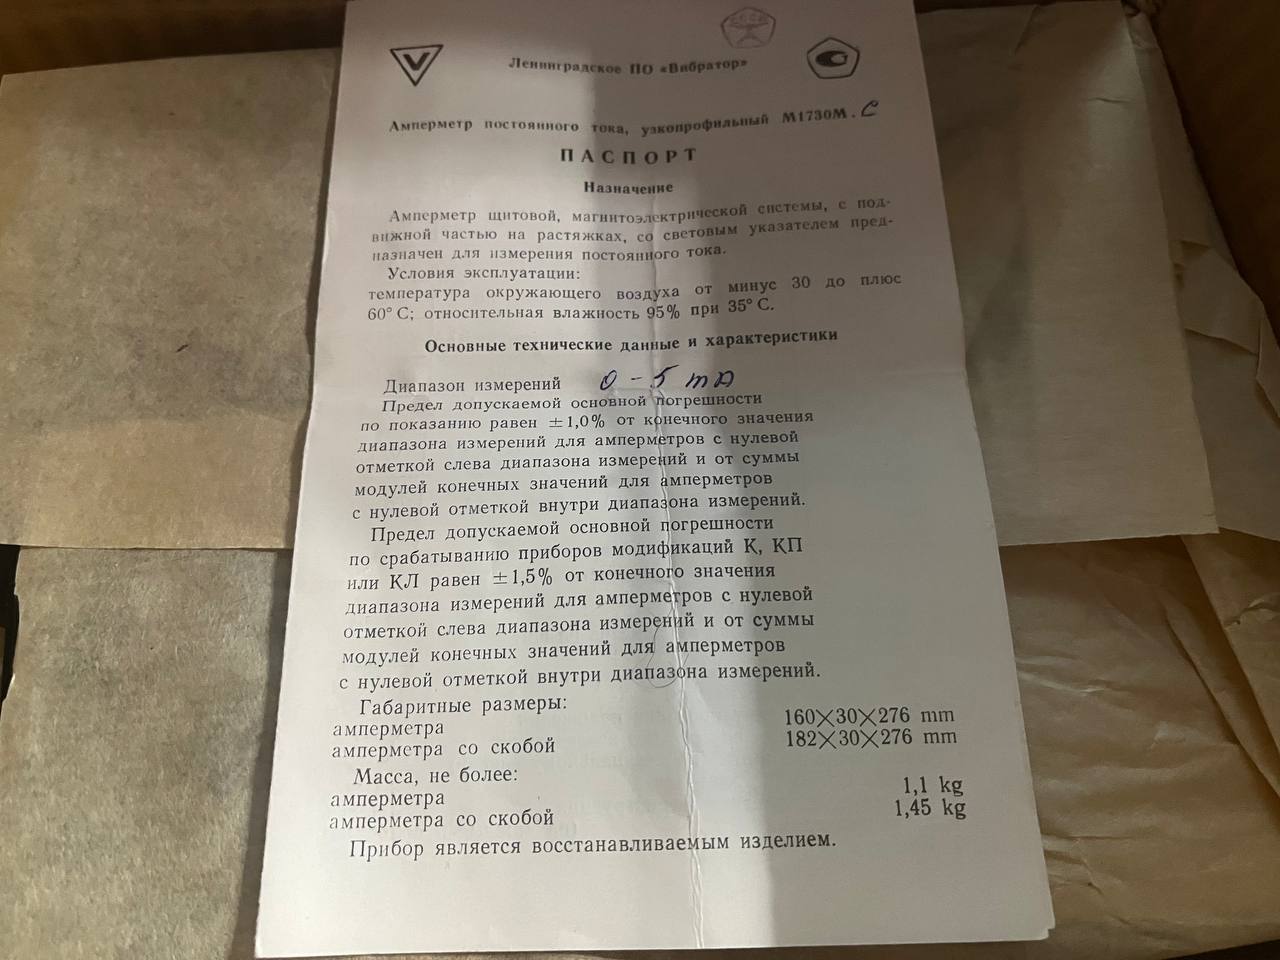 СССР
V
Ленинградское ПО «Вибратор»
Амперметр постоянного тока, узкопрофильный М1730М. С
ПАСПОРТ
Назначение
Амперметр щитовой, магнитоэлектрической системы, с под-
вижной частью на растяжках, со световым указателем пред-
назначен для измерения постоянного тока.
Условия эксплуатации:
температура окружающего воздуха от минус 30 до плюс
60° С; относительная влажность 95% при 35° С.
Основные технические данные и характеристики
Диапазон измерений 0 - 5 mA
Предел допускаемой основной погрешности
по показанию равен ±1,0% от конечного значения
диапазона измерений для амперметров с нулевой
отметкой слева диапазона измерений и от суммы
модулей конечных значений для амперметров
с нулевой отметкой внутри диапазона измерений.
Предел допускаемой основной погрешности
по срабатыванию приборов модификаций К, КП
или КЛ равен ±1,5% от конечного значения
диапазона измерений для амперметров с нулевой
отметкой слева диапазона измерений и от суммы
модулей конечных значений для амперметров
с нулевой отметкой внутри диапазона измерений.
Габаритные размеры:
амперметра 160×30×276 mm
амперметра со скобой 182×30×276 mm
Масса, не более:
амперметра 1,1 kg
амперметра со скобой 1,45 kg
Прибор является восстанавливаемым изделием.